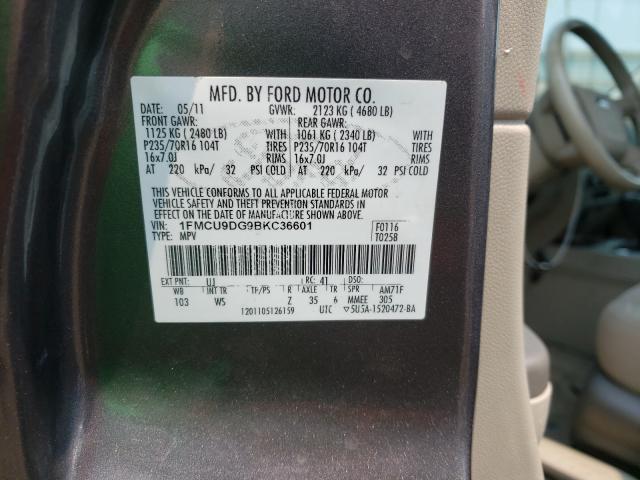 MFD. BY FORD MOTOR CO.
DATE: 05/11 GVWR: 2123 KG ( 4680 LB)
FRONT GAWR: REAR GAWR:
1125 KG ( 2480 LB) WITH 1061 KG ( 2340 LB) WITH
P235/70R16 104T TIRES P235/70R16 104T TIRES
16x7.0J RIMS 16x7.0J RIMS
AT 220 kPa/ 32 PSI COLD AT 220 kPa/ 32 PSI COLD
THIS VEHICLE CONFORMS TO ALL APPLICABLE FEDERAL MOTOR
VEHICLE SAFETY AND THEFT PREVENTION STANDARDS IN
EFFECT ON THE DATE OF MANUFACTURE SHOWN ABOVE.
VIN: 1FMCU9DG9BKC36601 F0116
TYPE: MPV T0258
EXT PNT: UJ RC: 41 DSO:
WB INT TR TP/PS R AXLE TR SPR AM71F
103 WS Z 35 6 MMEE 305
1201105126159 UTC ▽5U5A-1520472-BA